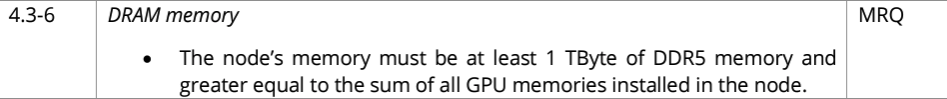 4.3-6 DRAM memory MRQ
• The node's memory must be at least 1 TByte of DDR5 memory and
greater equal to the sum of all GPU memories installed in the node.